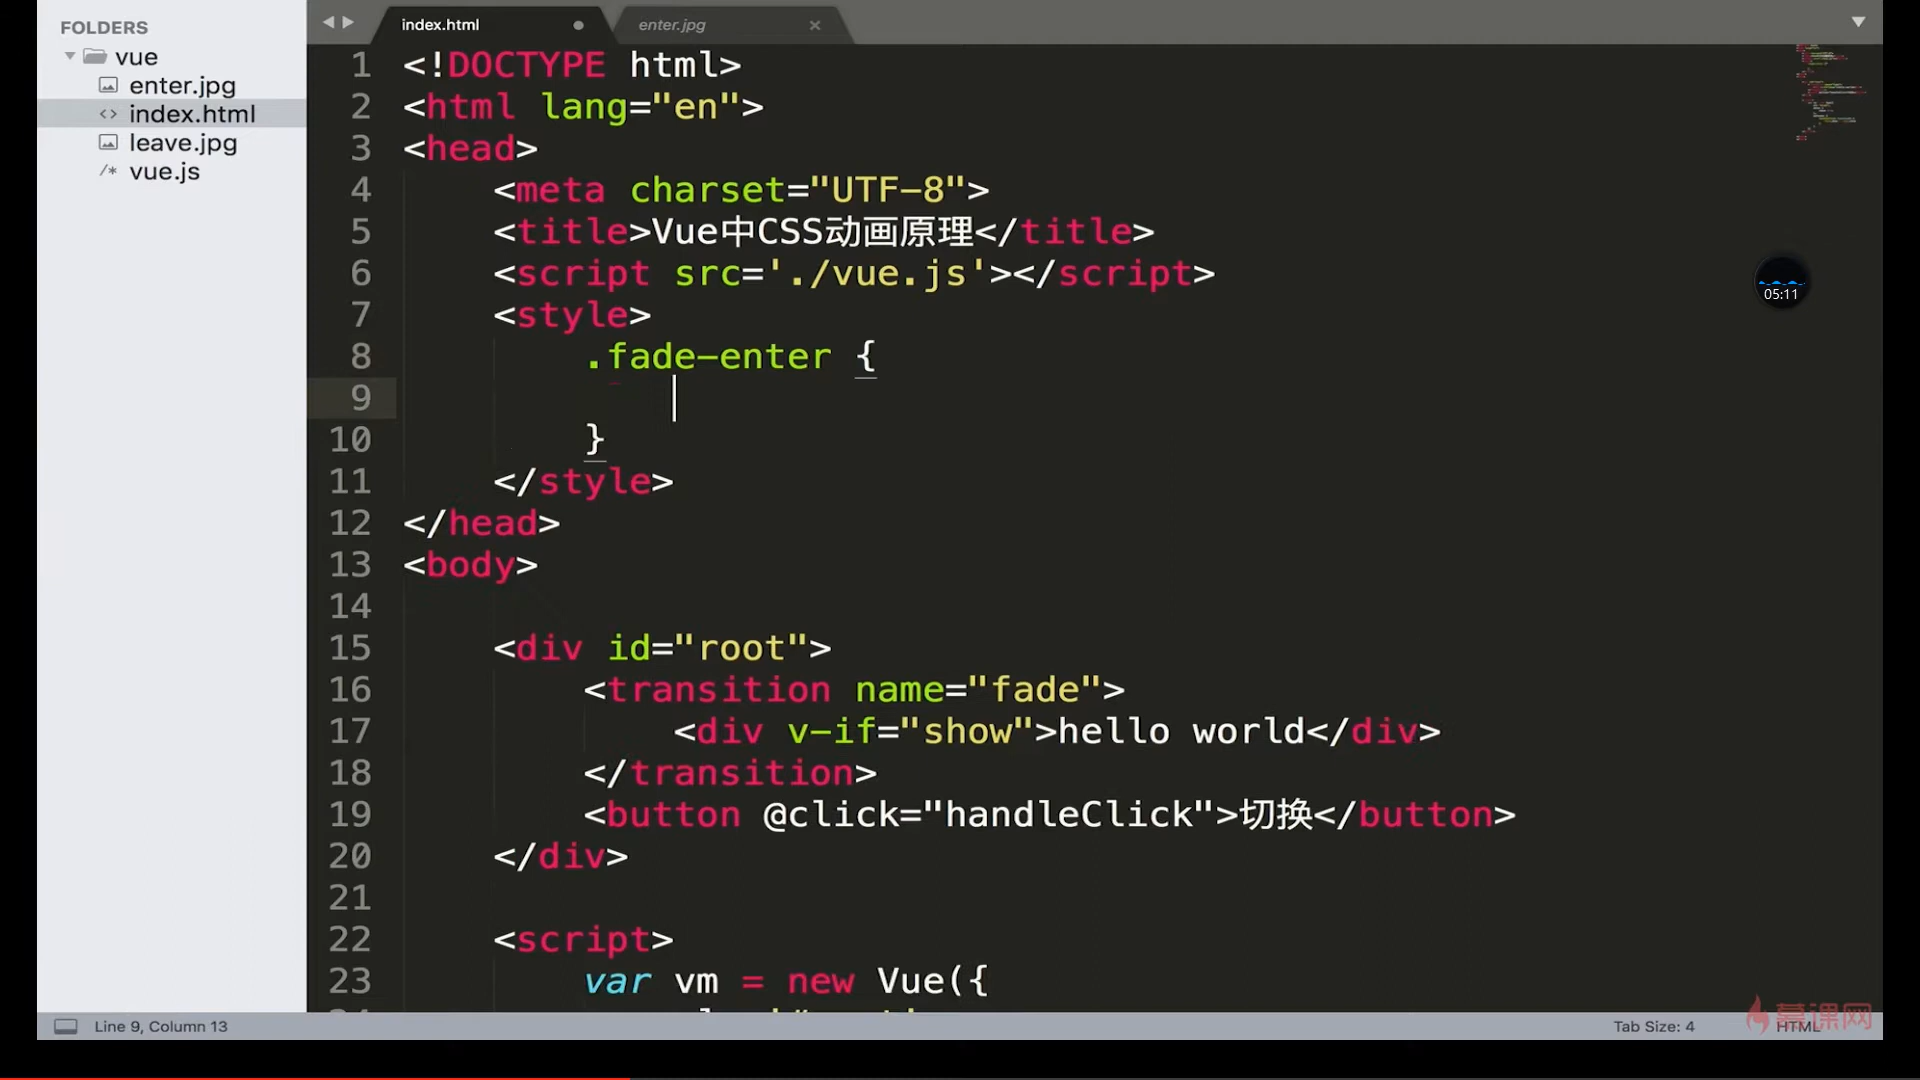 FOLDERS
vue
enter.jpg
index.html
leave.jpg
vue.js
index.html
enter.jpg
1 <!DOCTYPE html>
2 <html lang="en">
3 <head>
4 <meta charset="UTF-8">
5 <title>Vue中CSS动画原理</title>
6 <script src='./vue.js'></script>
7 <style>
8 .fade-enter {
9
10 }
11 </style>
12 </head>
13 <body>
14
15 <div id="root">
16 <transition name="fade">
17 <div v-if="show">hello world</div>
18 </transition>
19 <button @click="handleClick">切换</button>
20 </div>
21
22 <script>
23 var vm = new Vue({
05:11
Line 9, Column 13
Tab Size: 4
HTML
慕课网